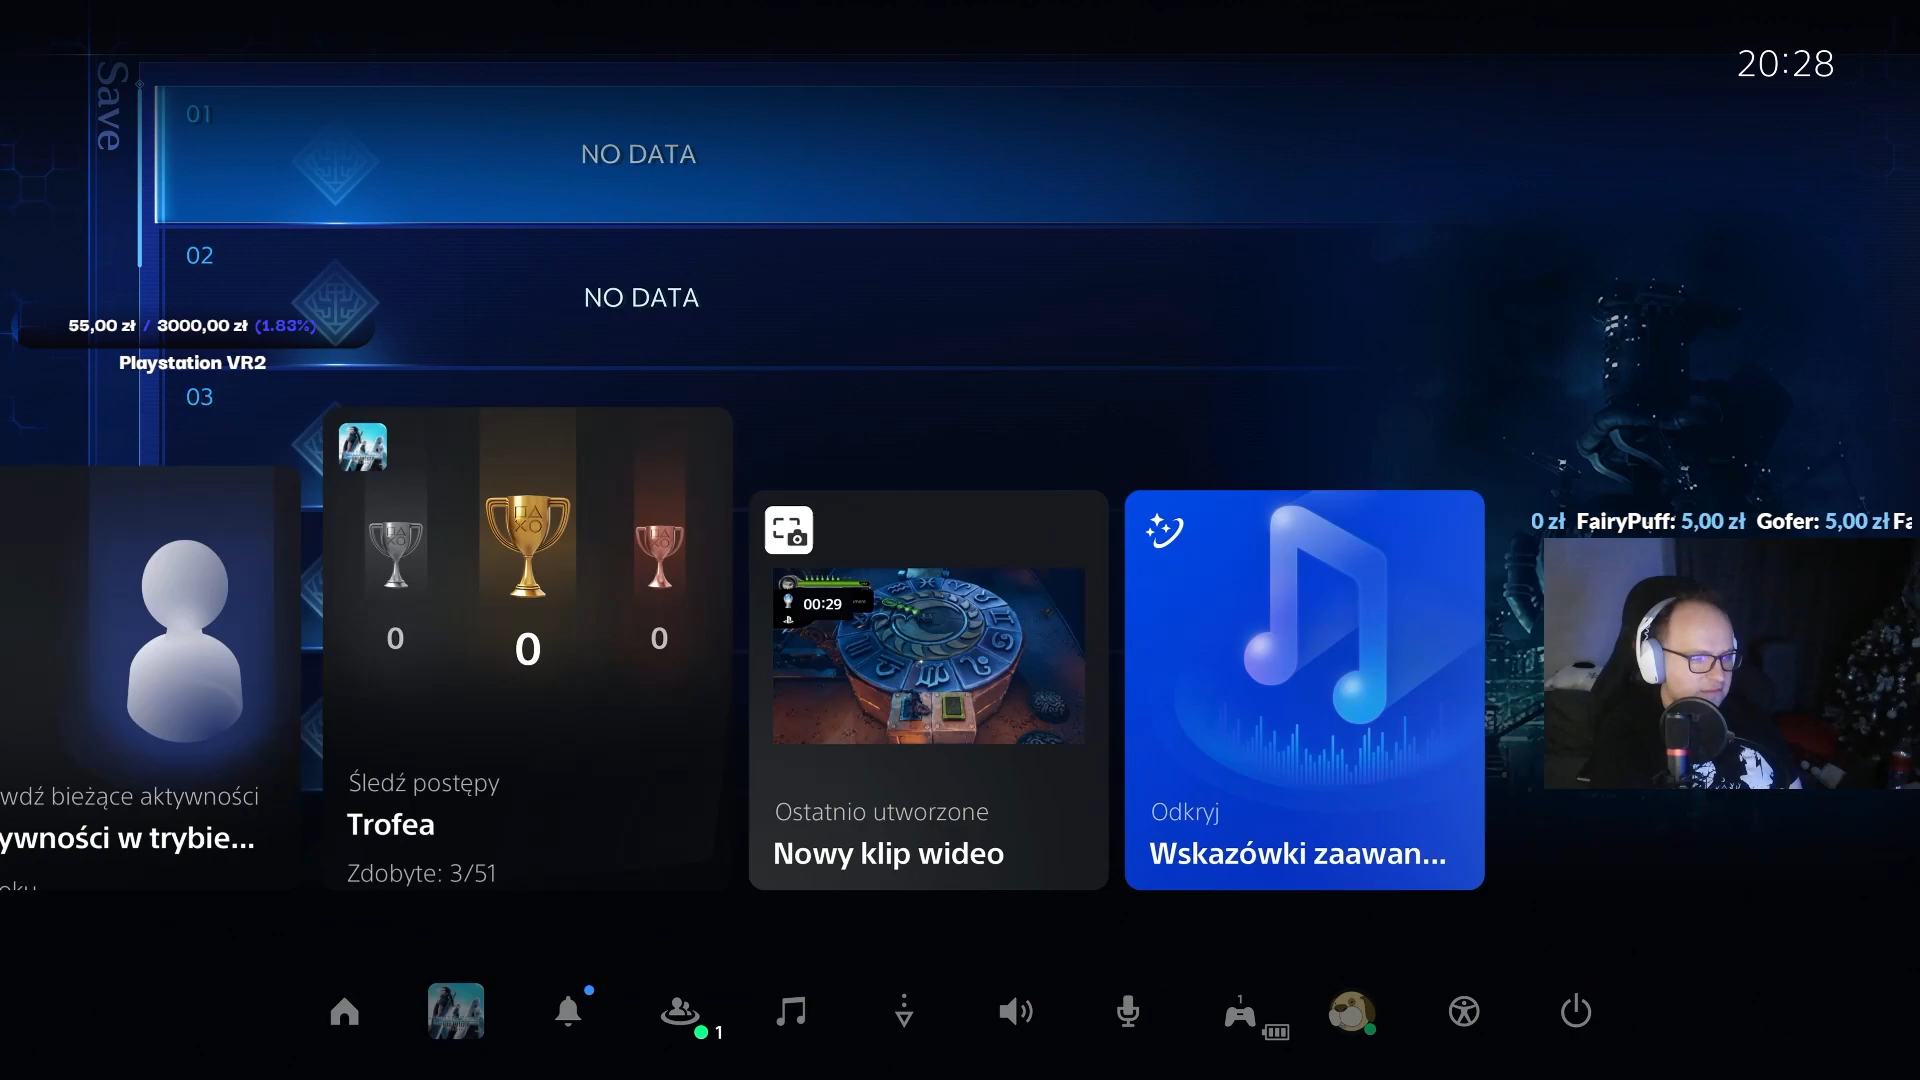 20:28
Save
01
NO DATA
02
NO DATA
55,00 zł / 3000,00 zł (1.83%)
Playstation VR2
03
0 zł FairyPuff: 5,00 zł Gofer: 5,00 zł Fa
00:29
0
0
0
wdź bieżące aktywności
ywności w trybie...
Śledź postępy
Trofea
Zdobyte: 3/51
Ostatnio utworzone
Nowy klip wideo
Odkryj
Wskazówki zaawan...
1
1